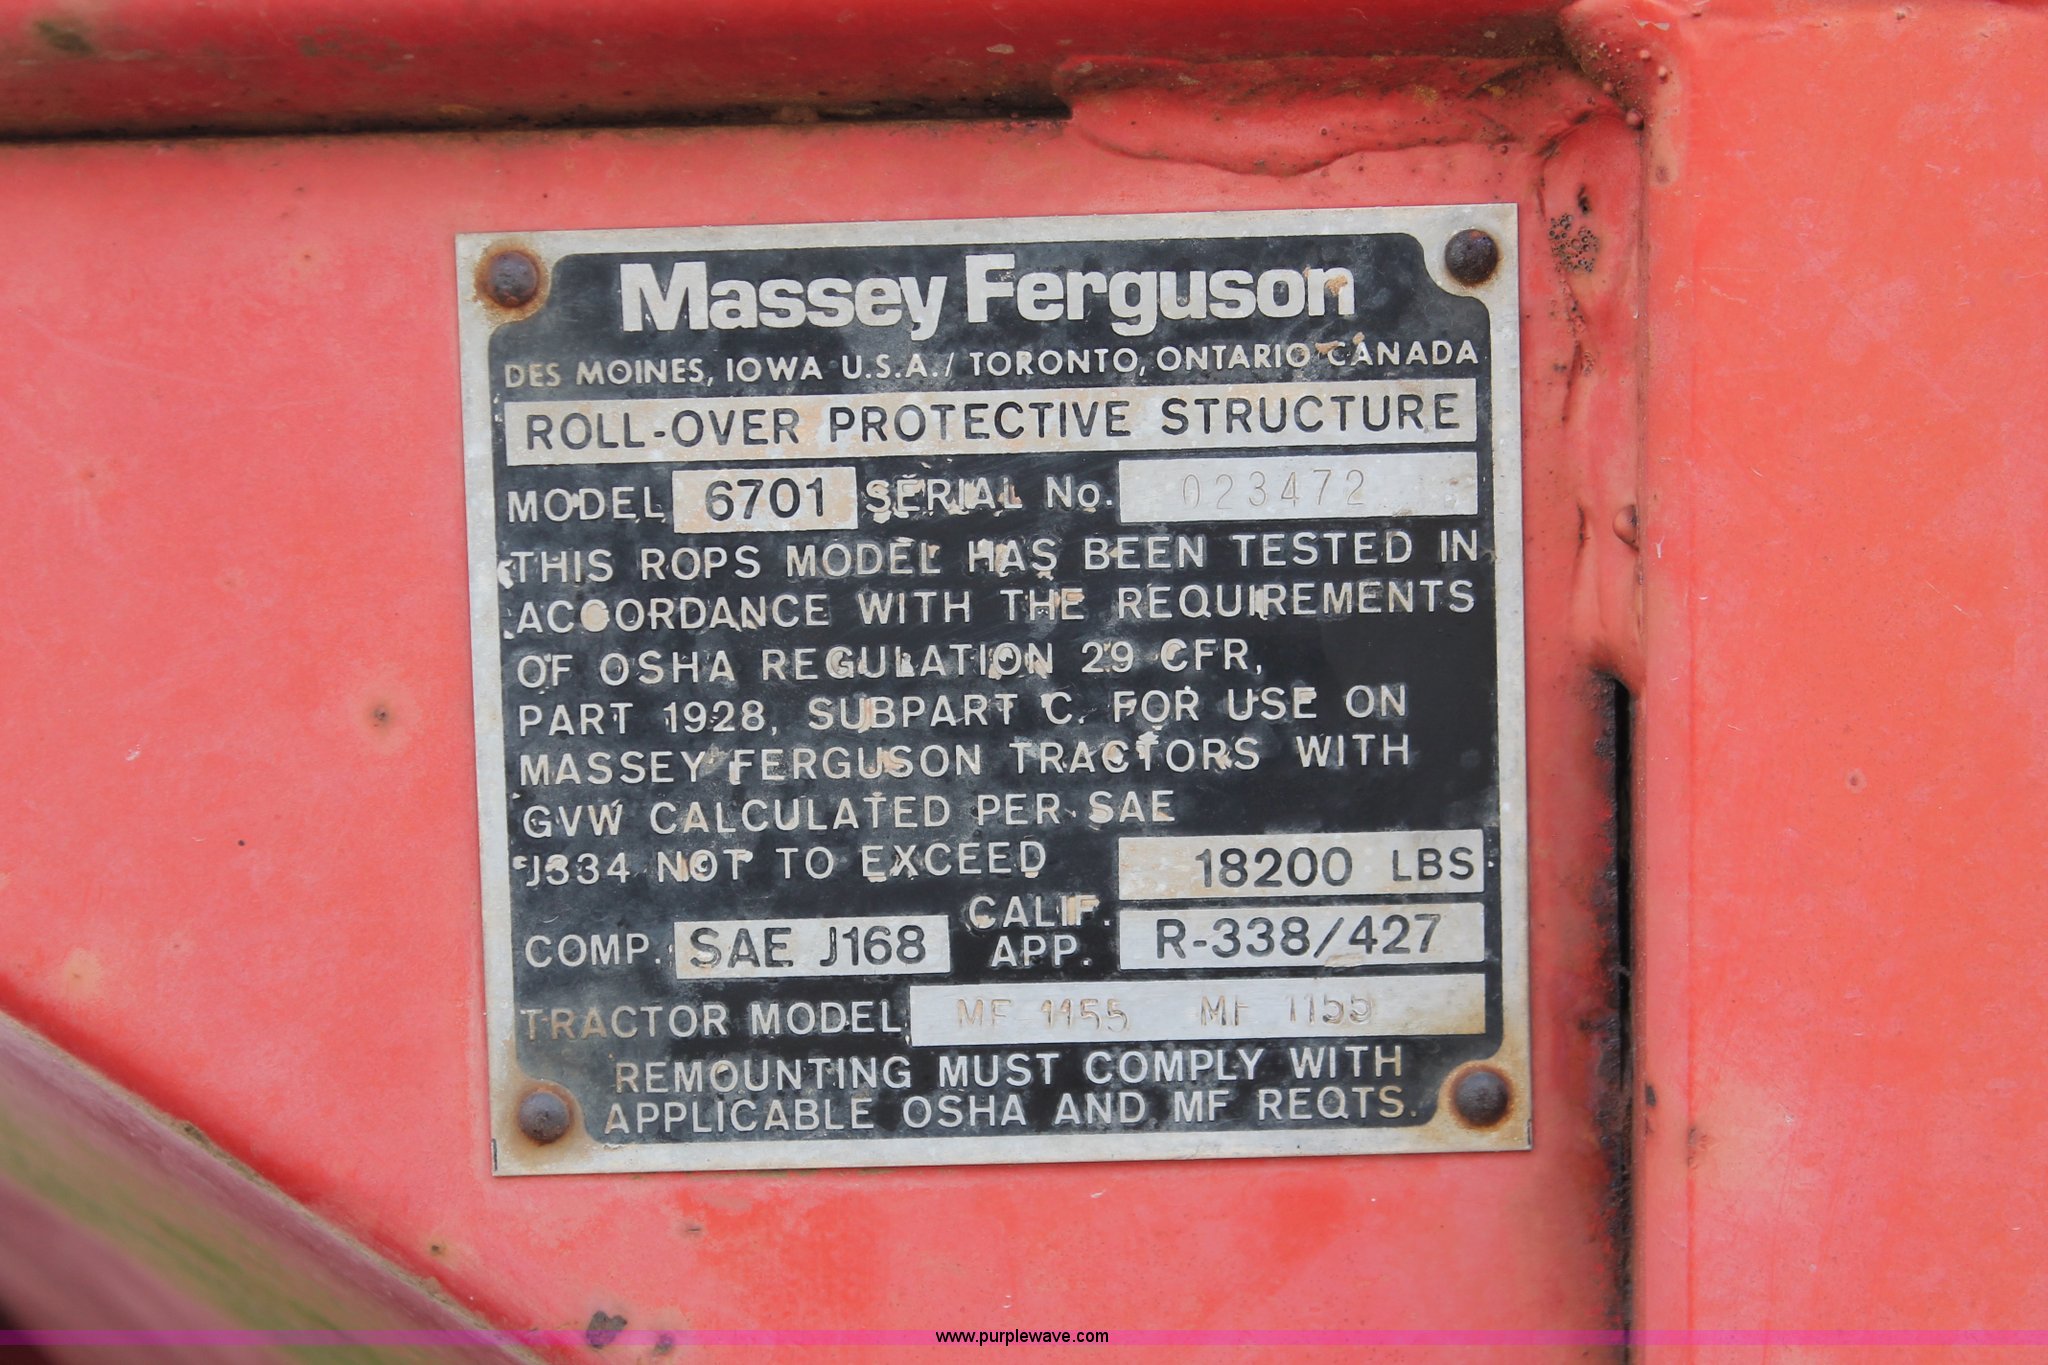 Massey Ferguson
DES MOINES, IOWA U.S.A./ TORONTO, ONTARIO CANADA
ROLL-OVER PROTECTIVE STRUCTURE
MODEL 6701 SERIAL No. 023472
THIS ROPS MODEL HAS BEEN TESTED IN
ACCORDANCE WITH THE REQUIREMENTS
OF OSHA REGULATION 29 CFR,
PART 1928, SUBPART C. FOR USE ON
MASSEY FERGUSON TRACTORS WITH
GVW CALCULATED PER SAE
J334 NOT TO EXCEED 18200 LBS
COMP. SAE J168 CALIF. APP. R-338/427
TRACTOR MODEL MF 1155 MF 1155
REMOUNTING MUST COMPLY WITH
APPLICABLE OSHA AND MF REQTS.
www.purplewave.com